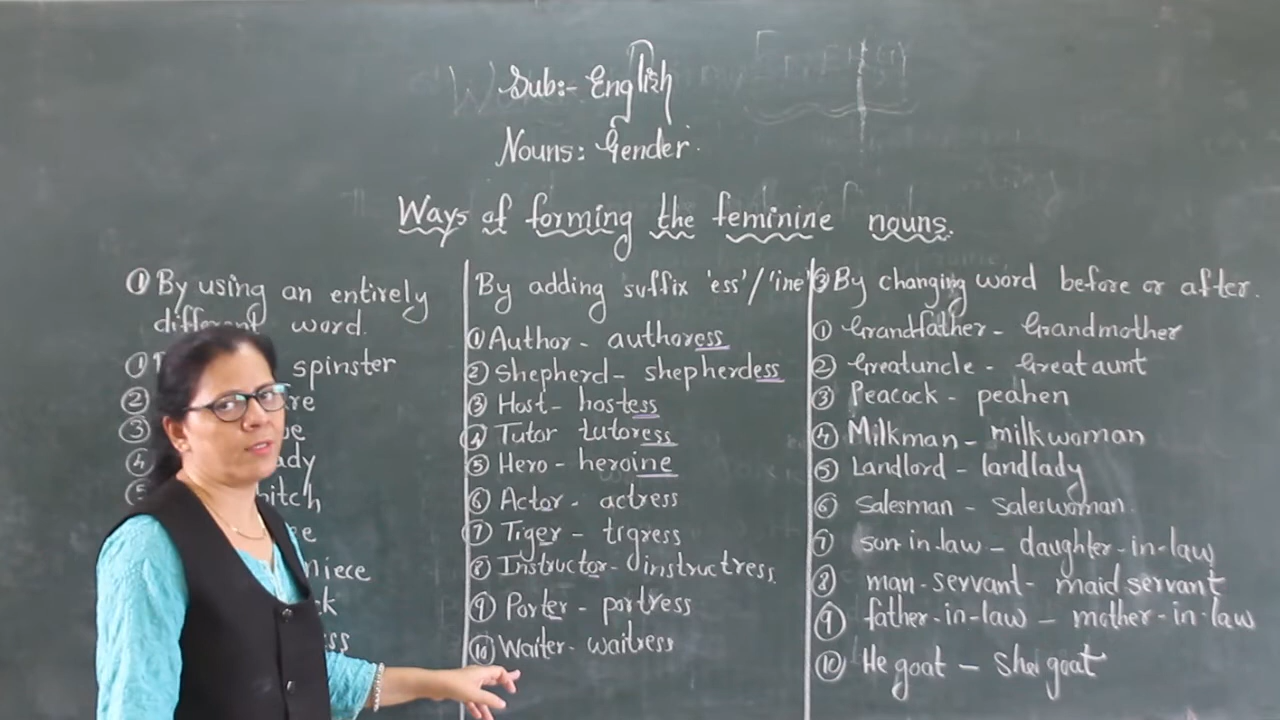 Sub:- English
Nouns: Gender.
Ways of forming the feminine nouns.
① By using an entirely
different word.
① spinster
②
③
④
⑤
niece
By adding suffix 'ess'/'ine'
① Author - authoress
② Shepherd - shepherdess
③ Host - hostess
④ Tutor tutoress
⑤ Hero - heroine
⑥ Actor - actress
⑦ Tiger - tigress
⑧ Instructor - instructress.
⑨ Porter - portress
⑩ Waiter - waitress
③ By changing word before or after.
① Grandfather - Grandmother
② Greatuncle - Great aunt
③ Peacock - peahen
④ Milkman - milkwoman
⑤ Landlord - landlady
⑥ Salesman - saleswoman.
⑦ son-in-law - daughter-in-law
⑧ man-servant - maid servant
⑨ father-in-law - mother-in-law
⑩ He goat - She goat